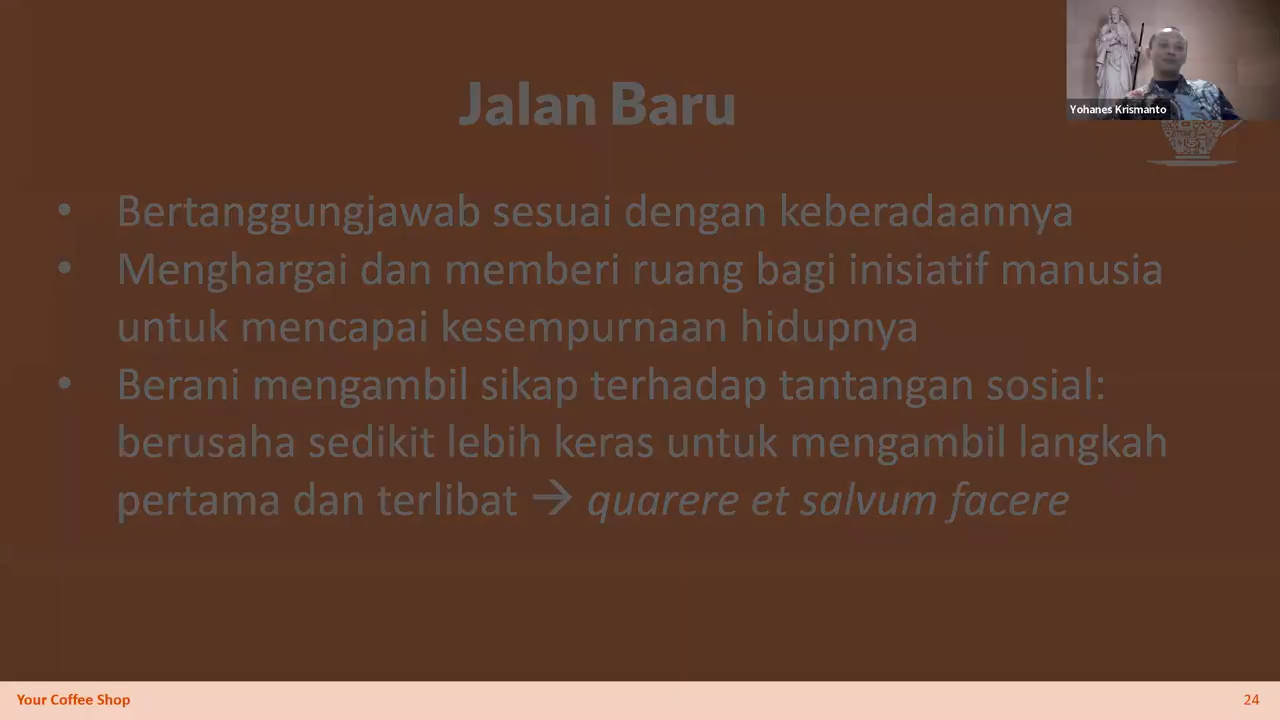 Jalan Baru
Yohanes Krismanto
• Bertanggungjawab sesuai dengan keberadaannya
• Menghargai dan memberi ruang bagi inisiatif manusia
untuk mencapai kesempurnaan hidupnya
• Berani mengambil sikap terhadap tantangan sosial:
berusaha sedikit lebih keras untuk mengambil langkah
pertama dan terlibat → quarere et salvum facere
Your Coffee Shop
24